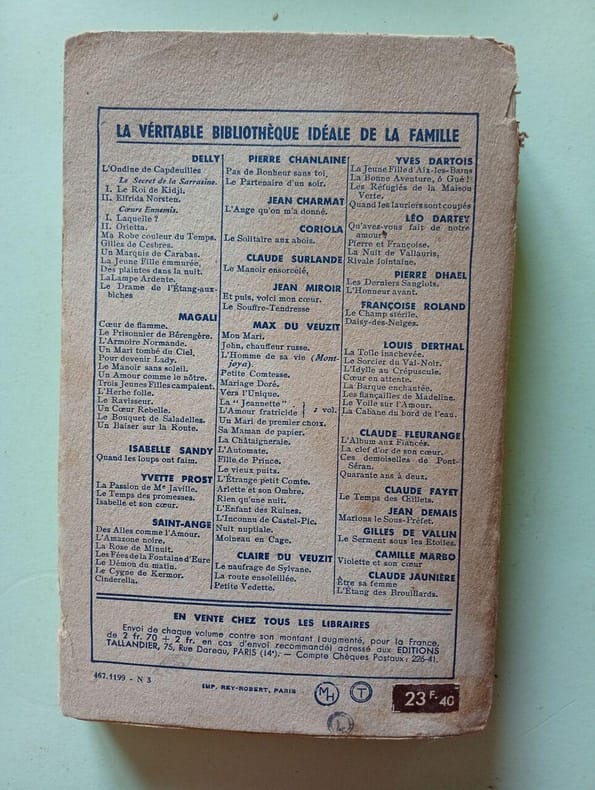 LA VÉRITABLE BIBLIOTHÈQUE IDÉALE DE LA FAMILLE
DELLY
L'Ondine de Capdeuilles
Le Secret de la Sarrasine.
I. Le Roi de Kidji.
II. Elfrida Norsten.
Cœurs Ennemis.
I. Laquelle ?
II. Orietta.
Ma Robe couleur du Temps.
Gilles de Cesbres.
Un Marquis de Carabas.
La Jeune Fille emmurée.
Des plaintes dans la nuit.
LaLampe Ardente.
Le Drame de l'Étang-aux-
biches
MAGALI
Cœur de flamme.
Le Prisonnier de Bérengère.
L'Armoire Normande.
Un Mari tombé du Ciel.
Pour devenir Lady.
Le Manoir sans soleil.
Un Amour comme le nôtre.
Trois Jeunes Filles campaient.
L'Herbe folle.
Le Ravisseur.
Un Cœur Rebelle.
Le Bouquet de Saladelles.
Un Baiser sur la Route.
ISABELLE SANDY
Quand les loups ont faim.
YVETTE PROST
La Passion de Me Javille.
Le Temps des promesses.
Isabelle et son cœur.
SAINT-ANGE
Des Ailes comme l'Amour.
L'Amazone noire.
La Rose de Minuit.
Les Fées de la Fontaine d'Eure
Le Démon du matin.
Le Cygne de Kermor.
Cinderella.
PIERRE CHANLAINE
Pas de Bonheur sans toi.
Le Partenaire d'un soir.
JEAN CHARMAT
L'Ange qu'on m'a donné.
CORIOLA
Le Solitaire aux abois.
CLAUDE SURLANDE
Le Manoir ensorcelé.
JEAN MIROIR
Et puis, voici mon cœur.
Le Souffre-Tendresse
MAX DU VEUZIT
Mon Mari.
John, chauffeur russe.
L'Homme de sa vie (Mont-
joya).
Petite Comtesse.
Mariage Doré.
Vers l'Unique.
La "Jeannette"
L'Amour fratricide } 2 vol.
Un Mari de premier choix.
Sa Maman de papier.
La Châtaigneraie.
L'Automate.
Fille de Prince.
Le vieux puits.
L'Étrange petit Comte.
Arlette et son Ombre.
Rien qu'une nuit.
L'Enfant des Ruines.
L'Inconnu de Castel-Pic.
Nuit nuptiale.
Moineau en Cage.
CLAIRE DU VEUZIT
Le naufrage de Sylvane.
La route ensoleillée.
Petite Vedette.
YVES DARTOIS
La Jeune Fille d'Aix-les-Bains
La Bonne Aventure, ô Gué !
Les Réfugiés de la Maison
Verte.
Quand les lauriers sont coupés
LÉO DARTEY
Qu'avez-vous fait de notre
amour ?
Pierre et Françoise.
La Nuit de Vallauris,
Rivale lointaine.
PIERRE DHAEL
Les Derniers Sanglots.
L'Honneur avant.
FRANÇOISE ROLAND
Le Champ stérile.
Daisy-des-Neiges.
LOUIS DERTHAL
La Toile inachevée.
Le Sorcier du Val-Noir.
L'Idylle au Crépuscule.
Cœur en attente.
La Barque enchantée.
Les fiançailles de Madeline.
Le Voile sur l'Amour.
La Cabane du bord de l'eau.
CLAUDE FLEURANGE
L'Album aux Fiancés.
La clef d'or de son cœur.
Ces demoiselles de Pont-
Séran.
Quarante ans à deux.
CLAUDE FAYET
Le Temps des Œillets.
JEAN DEMAIS
Marions le Sous-Préfet.
GILLES DE VALLIN
Le Serment sous les Étoiles.
CAMILLE MARBO
Violette et son cœur
CLAUDE JAUNIÈRE
Être sa femme
L'Étang des Brouillards.
EN VENTE CHEZ TOUS LES LIBRAIRES
Envoi de chaque volume contre son montant (augmenté, pour la France,
de 2 fr. 70 + 2 fr. en cas d'envoi recommandé) adressé aux ÉDITIONS
TALLANDIER, 75, Rue Dareau, PARIS (14e). — Compte Chèques Postaux : 226-41.
467.1199 - N 3
IMP. REY-ROBERT, PARIS
MH
T
23 F. 40